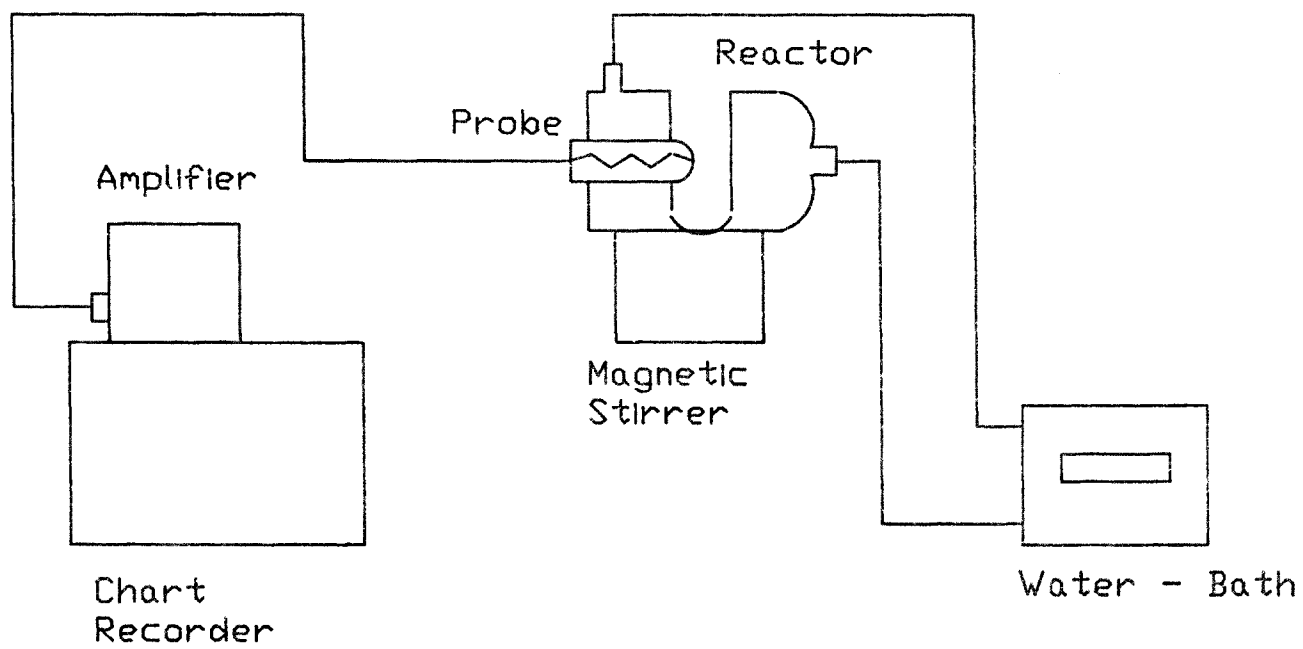 Reactor
Probe
Amplifier
Magnetic
Stirrer
Chart
Recorder
Water - Bath